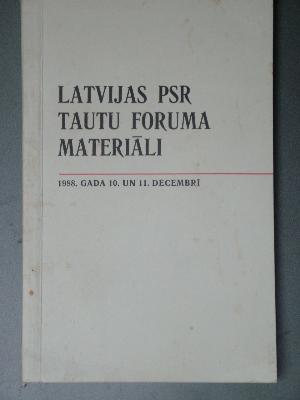 LATVIJAS PSR
TAUTU FORUMA
MATERIĀLI
1988. GADA 10. UN 11. DECEMBRĪ